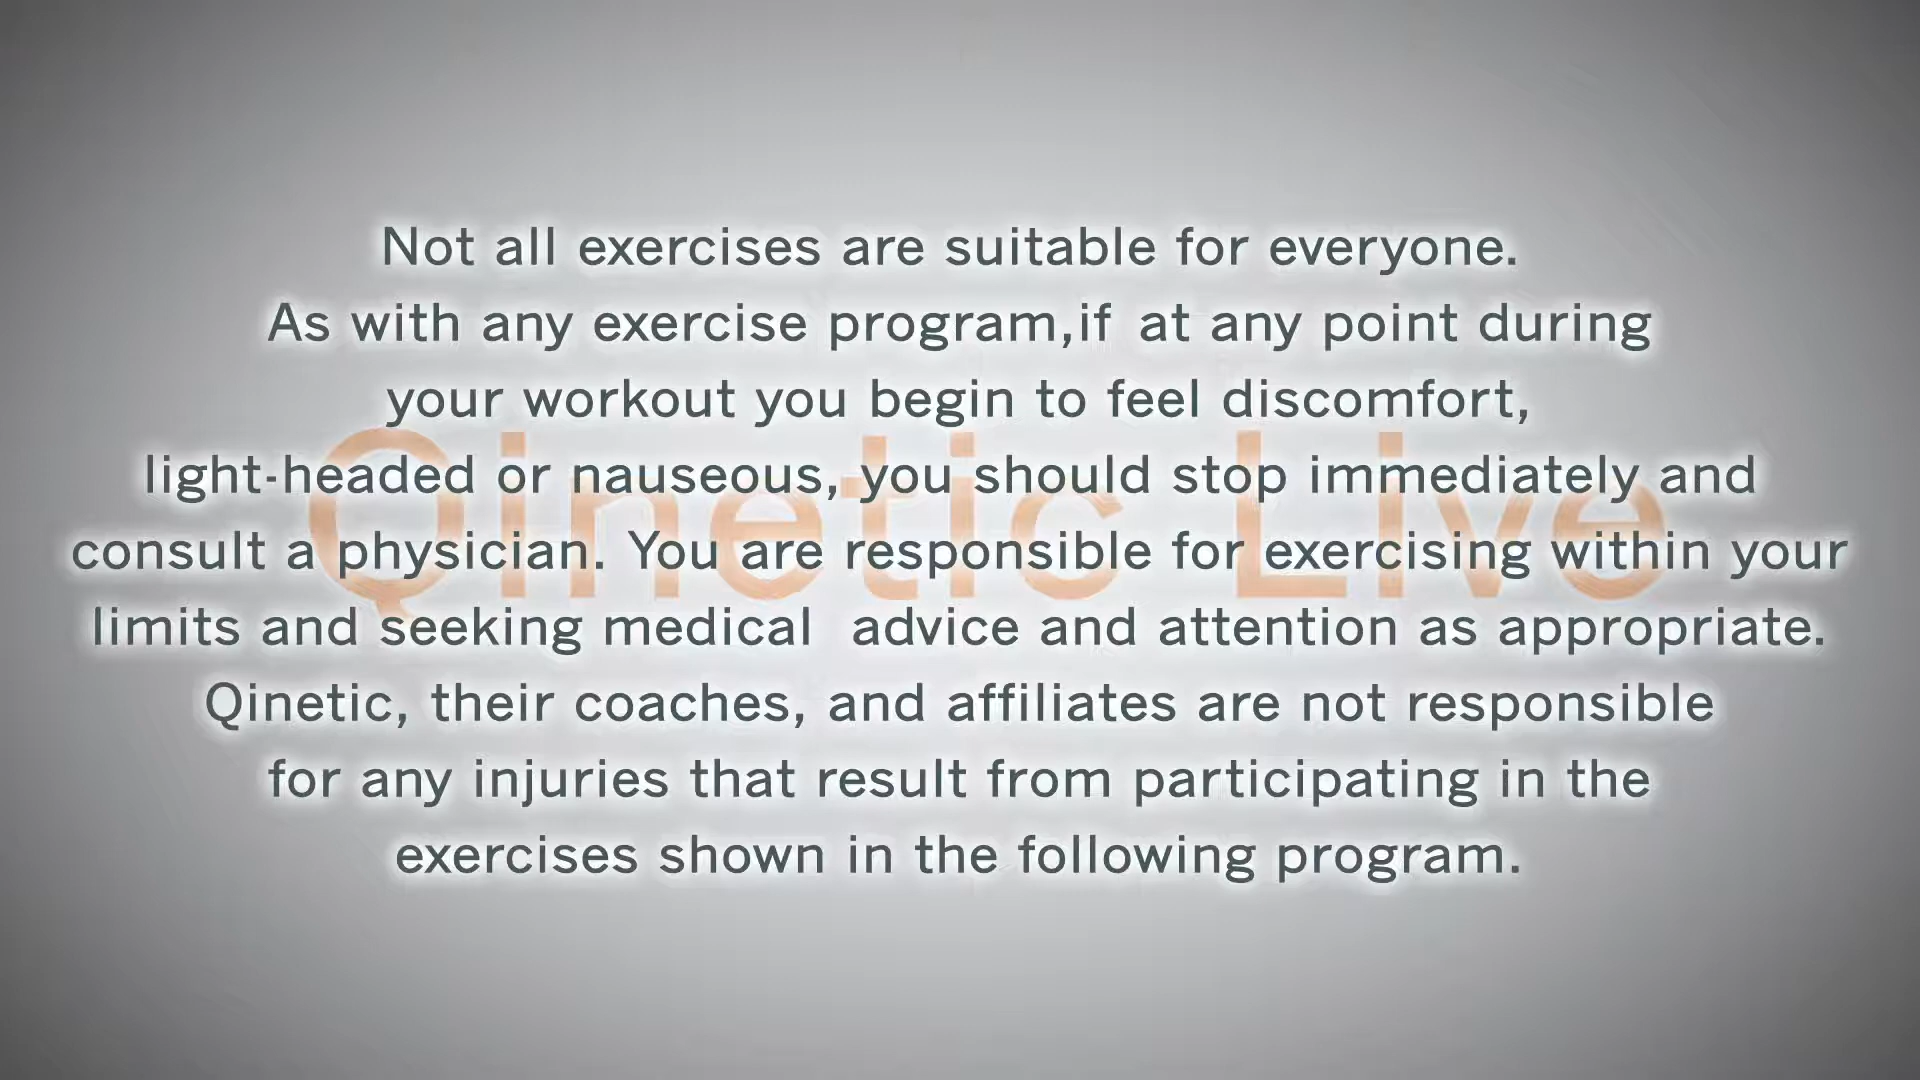 Not all exercises are suitable for everyone.
As with any exercise program,if at any point during
your workout you begin to feel discomfort,
light-headed or nauseous, you should stop immediately and
consult a physician. You are responsible for exercising within your
limits and seeking medical advice and attention as appropriate.
Qinetic, their coaches, and affiliates are not responsible
for any injuries that result from participating in the
exercises shown in the following program.
Qinetic Live